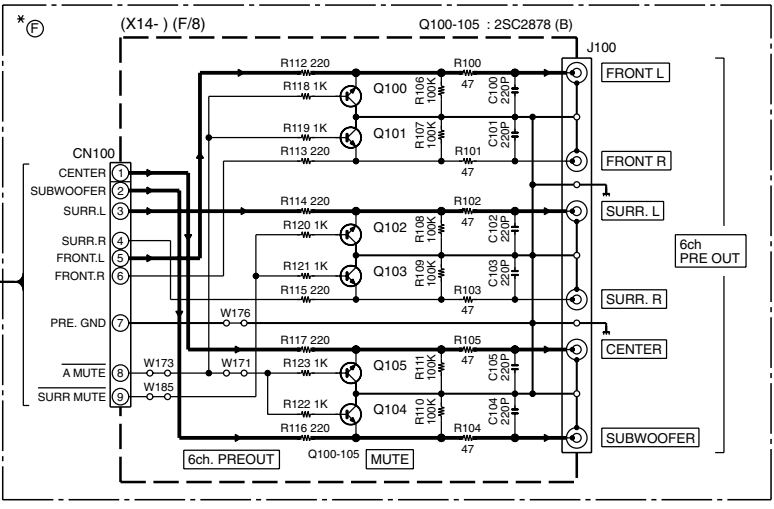 *
F
(X14- ) (F/8)
Q100-105 : 2SC2878 (B)
J100
R112 220
R100
47
R118 1K
Q100
R106
100K
C100
220P
FRONT L
R119 1K
Q101
R107
100K
C101
220P
CN100
R113 220
R101
47
FRONT R
CENTER 1
SUBWOOFER 2
SURR.L 3
SURR.R 4
FRONT.L 5
FRONT.R 6
PRE. GND 7
A MUTE 8
SURR MUTE 9
R114 220
R102
47
SURR. L
R120 1K
Q102
R108
100K
C102
220P
R121 1K
Q103
R109
100K
C103
220P
6ch
PRE OUT
R115 220
R103
47
SURR. R
W176
R117 220
R105
47
CENTER
W173
W171
R123 1K
Q105
R111
100K
C105
220P
W185
R122 1K
Q104
R110
100K
C104
220P
R116 220
R104
47
SUBWOOFER
6ch. PREOUT
Q100-105
MUTE